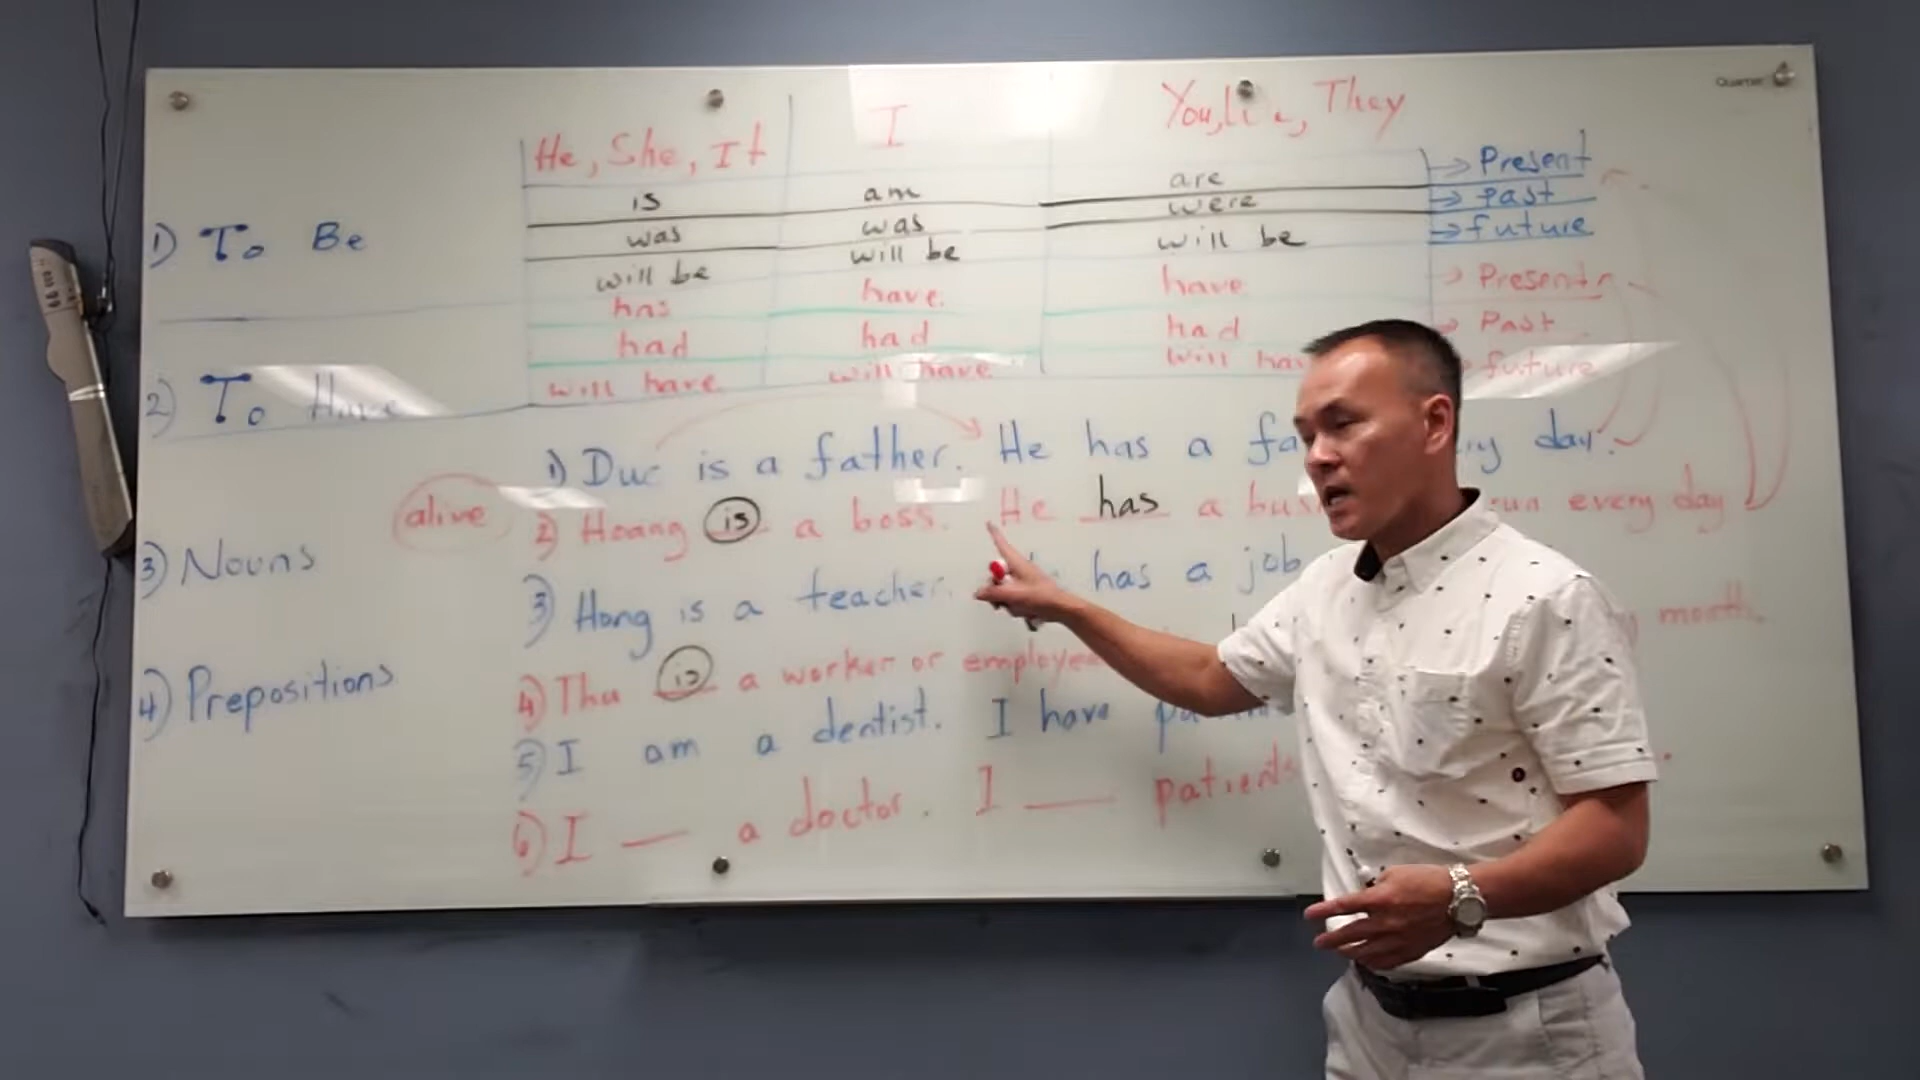 Quartet
He, She, It I You, , They
is am are → Present
was was were → Past
1) To Be will be will be will be → future
has have have → Present
had had had → Past
2) To Have will have will have will → future
1) Duc is a father. He has a day.
alive 2) Hoang is a boss. He has a run every day
3) Nouns 3) Hong is a teacher. has a job
4) Thu is a worker or month.
4) Prepositions 5) I am a dentist. I have
6) I __ a doctor. I __ patients